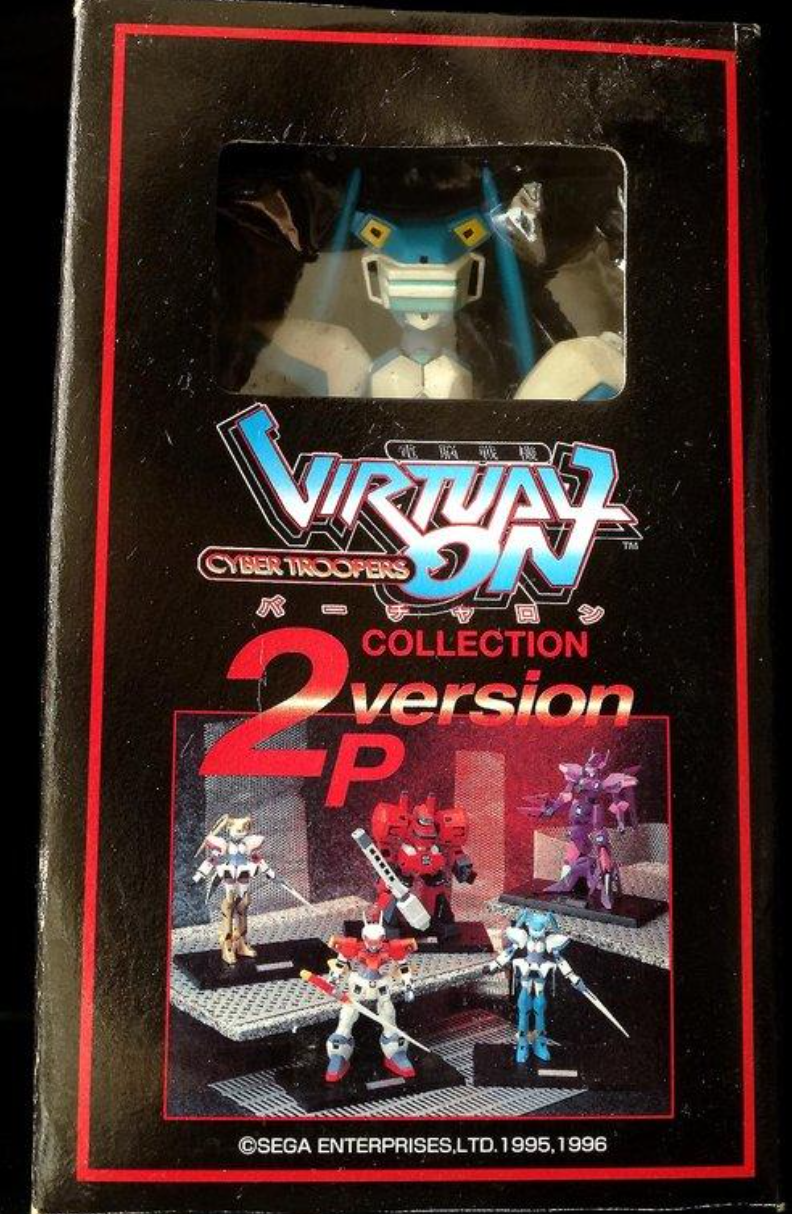 電脳戦機
VIRTUAL
ON
TM
CYBER TROOPERS
バーチャロン
COLLECTION
2P
version
©SEGA ENTERPRISES,LTD.1995,1996